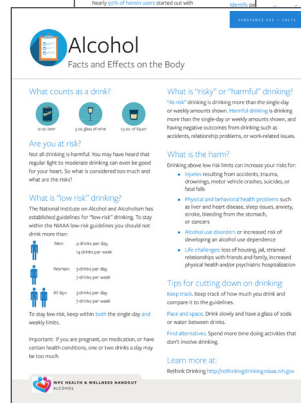 Nearly 50% of heroin users started out with
Identify
SUBSTANCE USE – FACTS
Alcohol
Facts and Effects on the Body
What counts as a drink?
12 oz. beer
5 oz glass of wine
1.5 oz. of liquor
Are you at risk?
Not all drinking is harmful. You may have heard that
regular light to moderate drinking can even be good
for your heart. So what is considered too much and
what are the risks?
What is “low risk” drinking?
The National Institute on Alcohol and Alcoholism has
established guidelines for “low-risk” drinking. To stay
within the NIAAA low-risk guidelines you should not
drink more than:
Men: 4 drinks per day,
14 drinks per week
Women: 3 drinks per day,
7 drinks per week
All 65+: 3 drinks per day,
7 drinks per week
To stay low risk, keep within both the single-day and
weekly limits.
Important: If you are pregnant, on medication, or have
certain health conditions, one or two drinks a day may
be too much.
What is “risky” or “harmful” drinking?
“At-risk” drinking is drinking more than the single-day
or weekly amounts shown. Harmful drinking is drinking
more than the single-day or weekly amounts shown, and
having negative outcomes from drinking such as
accidents, relationship problems, or work-related issues.
What is the harm?
Drinking above low risk limits can increase your risks for:
• Injuries resulting from accidents, trauma,
drownings, motor vehicle crashes, suicides, or
fatal falls
• Physical and behavioral health problems such
as liver and heart disease, sleep issues, anxiety,
stroke, bleeding from the stomach,
or cancers
• Alcohol use disorders or increased risk of
developing an alcohol use dependence
• Life challenges: loss of housing, jail, strained
relationships with friends and family, increased
physical health and/or psychiatric hospitalization
Tips for cutting down on drinking:
Keep track. Keep track of how much you drink and
compare it to the guidelines.
Pace and space. Drink slowly and have a glass of soda
or water between drinks.
Find alternatives. Spend more time doing activities that
don’t involve drinking.
Learn more at:
Rethink Drinking http://rethinkingdrinking.niaaa.nih.gov
WPC HEALTH & WELLNESS HANDOUT
ALCOHOL